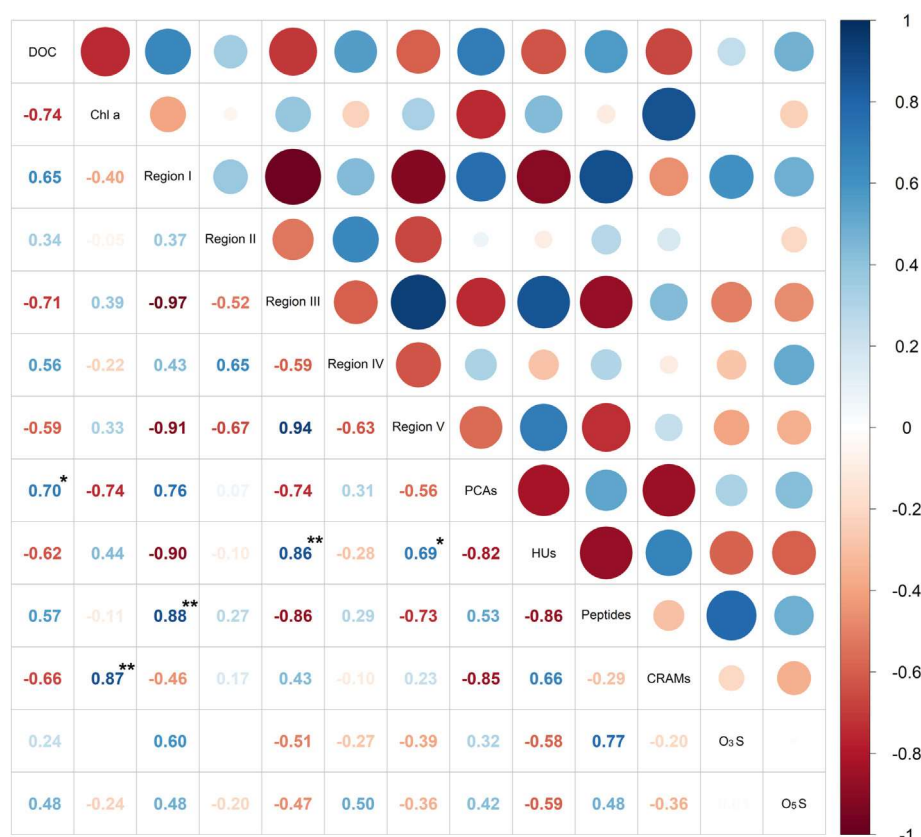 DOC
-0.74 Chl a
0.65 -0.40 Region I
0.34 -0.05 0.37 Region II
-0.71 0.39 -0.97 -0.52 Region III
0.56 -0.22 0.43 0.65 -0.59 Region IV
-0.59 0.33 -0.91 -0.67 0.94 -0.63 Region V
0.70* -0.74 0.76 0.07 -0.74 0.31 -0.56 PCAs
-0.62 0.44 -0.90 -0.10 0.86** -0.28 0.69* -0.82 HUs
0.57 -0.11 0.88** 0.27 -0.86 0.29 -0.73 0.53 -0.86 Peptides
-0.66 0.87** -0.46 0.17 0.43 -0.10 0.23 -0.85 0.66 -0.29 CRAMs
0.24 0.60 -0.51 -0.27 -0.39 0.32 -0.58 0.77 -0.20 O₃S
0.48 -0.24 0.48 -0.20 -0.47 0.50 -0.36 0.42 -0.59 0.48 -0.36 O₅S
1
0.8
0.6
0.4
0.2
0
-0.2
-0.4
-0.6
-0.8
-1